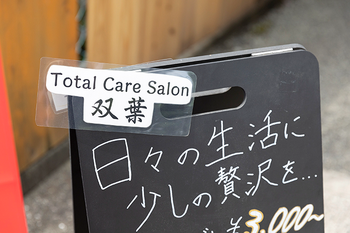 Total Care Salon
双葉
日々の生活に
少しの贅沢を...
3,000~